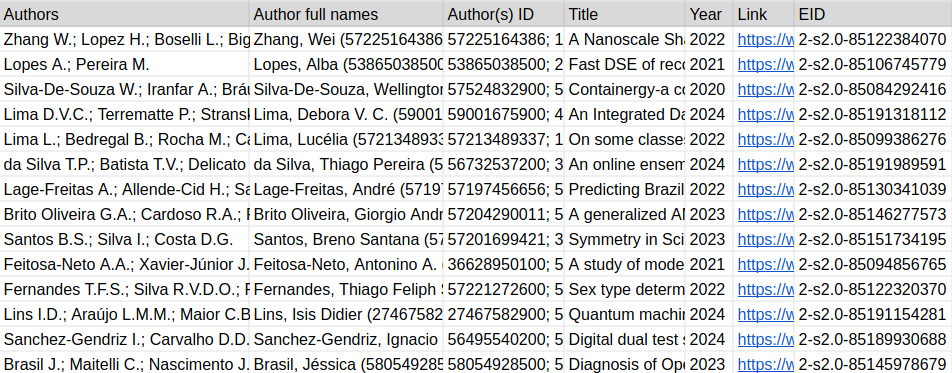 Authors Author full names Author(s) ID Title Year Link EID
Zhang W.; Lopez H.; Boselli L.; Big Zhang, Wei (57225164386 57225164386; 1 A Nanoscale Sh 2022 https://w 2-s2.0-85122384070
Lopes A.; Pereira M. Lopes, Alba (53865038500 53865038500; 2 Fast DSE of reco 2021 https://w 2-s2.0-85106745779
Silva-De-Souza W.; Iranfar A.; Bráu Silva-De-Souza, Wellington 57524832900; 5 Containergy-a co 2020 https://w 2-s2.0-85084292416
Lima D.V.C.; Terrematte P.; Stransk Lima, Debora V. C. (59001 59001675900; 4 An Integrated Da 2024 https://w 2-s2.0-85191318112
Lima L.; Bedregal B.; Rocha M.; Ca Lima, Lucélia (5721348933 57213489337; 1 On some classe 2022 https://w 2-s2.0-85099386276
da Silva T.P.; Batista T.V.; Delicato da Silva, Thiago Pereira (5 56732537200; 3 An online ensem 2024 https://w 2-s2.0-85191989591
Lage-Freitas A.; Allende-Cid H.; Sa Lage-Freitas, André (5719 57197456656; 5 Predicting Brazil 2022 https://w 2-s2.0-85130341039
Brito Oliveira G.A.; Cardoso R.A.; Brito Oliveira, Giorgio Andr 57204290011; 5 A generalized 2023 https://w 2-s2.0-85146277573
Santos B.S.; Silva I.; Costa D.G. Santos, Breno Santana (57 57201699421; 3 Symmetry in Sci 2023 https://w 2-s2.0-85151734195
Feitosa-Neto A.A.; Xavier-Júnior J. Feitosa-Neto, Antonino A. 36628950100; 5 A study of mode 2021 https://w 2-s2.0-85094856765
Fernandes T.F.S.; Silva R.V.D.O.; Fernandes, Thiago Feliph 57221272600; 5 Sex type determ 2022 https://w 2-s2.0-85122320370
Lins I.D.; Araújo L.M.M.; Maior C.B Lins, Isis Didier (27467582 27467582900; 5 Quantum machin 2024 https://w 2-s2.0-85191154281
Sanchez-Gendriz I.; Carvalho D.D. Sanchez-Gendriz, Ignacio 56495540200; 5 Digital dual test 2024 https://w 2-s2.0-85189930688
Brasil J.; Maitelli C.; Nascimento J. Brasil, Jéssica (580549285 58054928500; 5 Diagnosis of Ope 2023 https://w 2-s2.0-85145978679